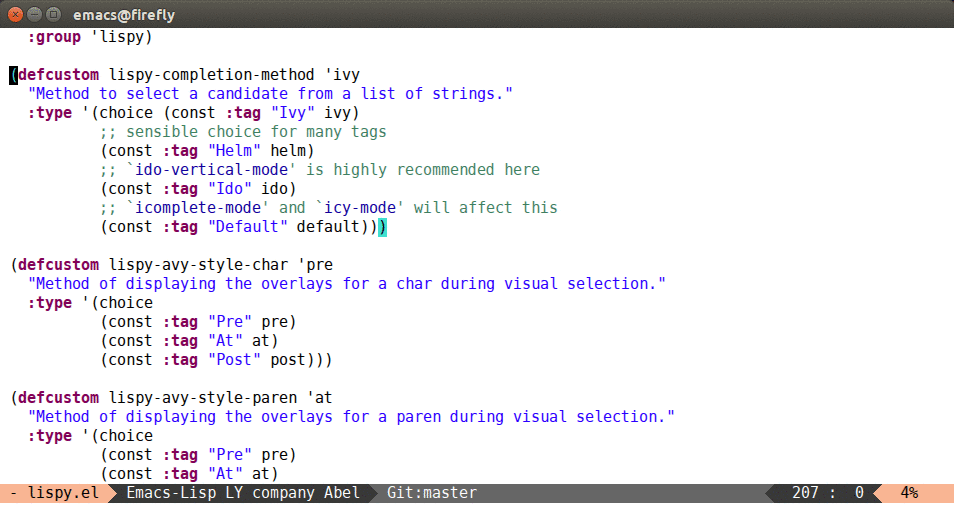 emacs@firefly
:group 'lispy)
(defcustom lispy-completion-method 'ivy
"Method to select a candidate from a list of strings."
:type '(choice (const :tag "Ivy" ivy)
;; sensible choice for many tags
(const :tag "Helm" helm)
;; `ido-vertical-mode' is highly recommended here
(const :tag "Ido" ido)
;; `icomplete-mode' and `icy-mode' will affect this
(const :tag "Default" default)))
(defcustom lispy-avy-style-char 'pre
"Method of displaying the overlays for a char during visual selection."
:type '(choice
(const :tag "Pre" pre)
(const :tag "At" at)
(const :tag "Post" post)))
(defcustom lispy-avy-style-paren 'at
"Method of displaying the overlays for a paren during visual selection."
:type '(choice
(const :tag "Pre" pre)
(const :tag "At" at)
- lispy.el Emacs-Lisp LY company Abel Git:master 207 : 0 4%